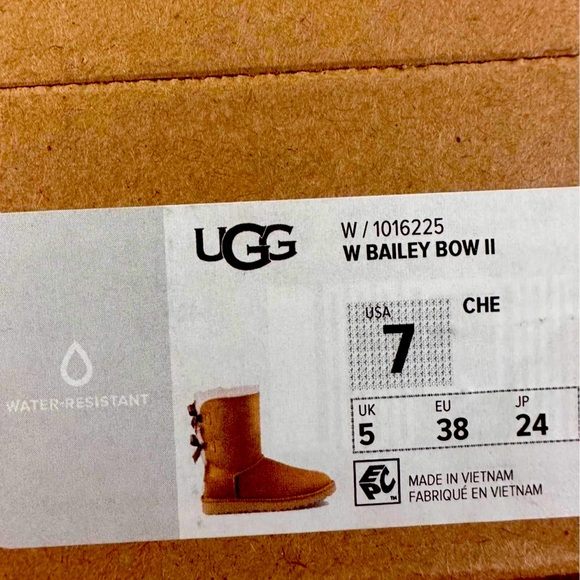 WATER-RESISTANT
UGG
W / 1016225
W BAILEY BOW II
USA
7
CHE
UK
5
EU
38
JP
24
EPC™
MADE IN VIETNAM
FABRIQUÉ EN VIETNAM